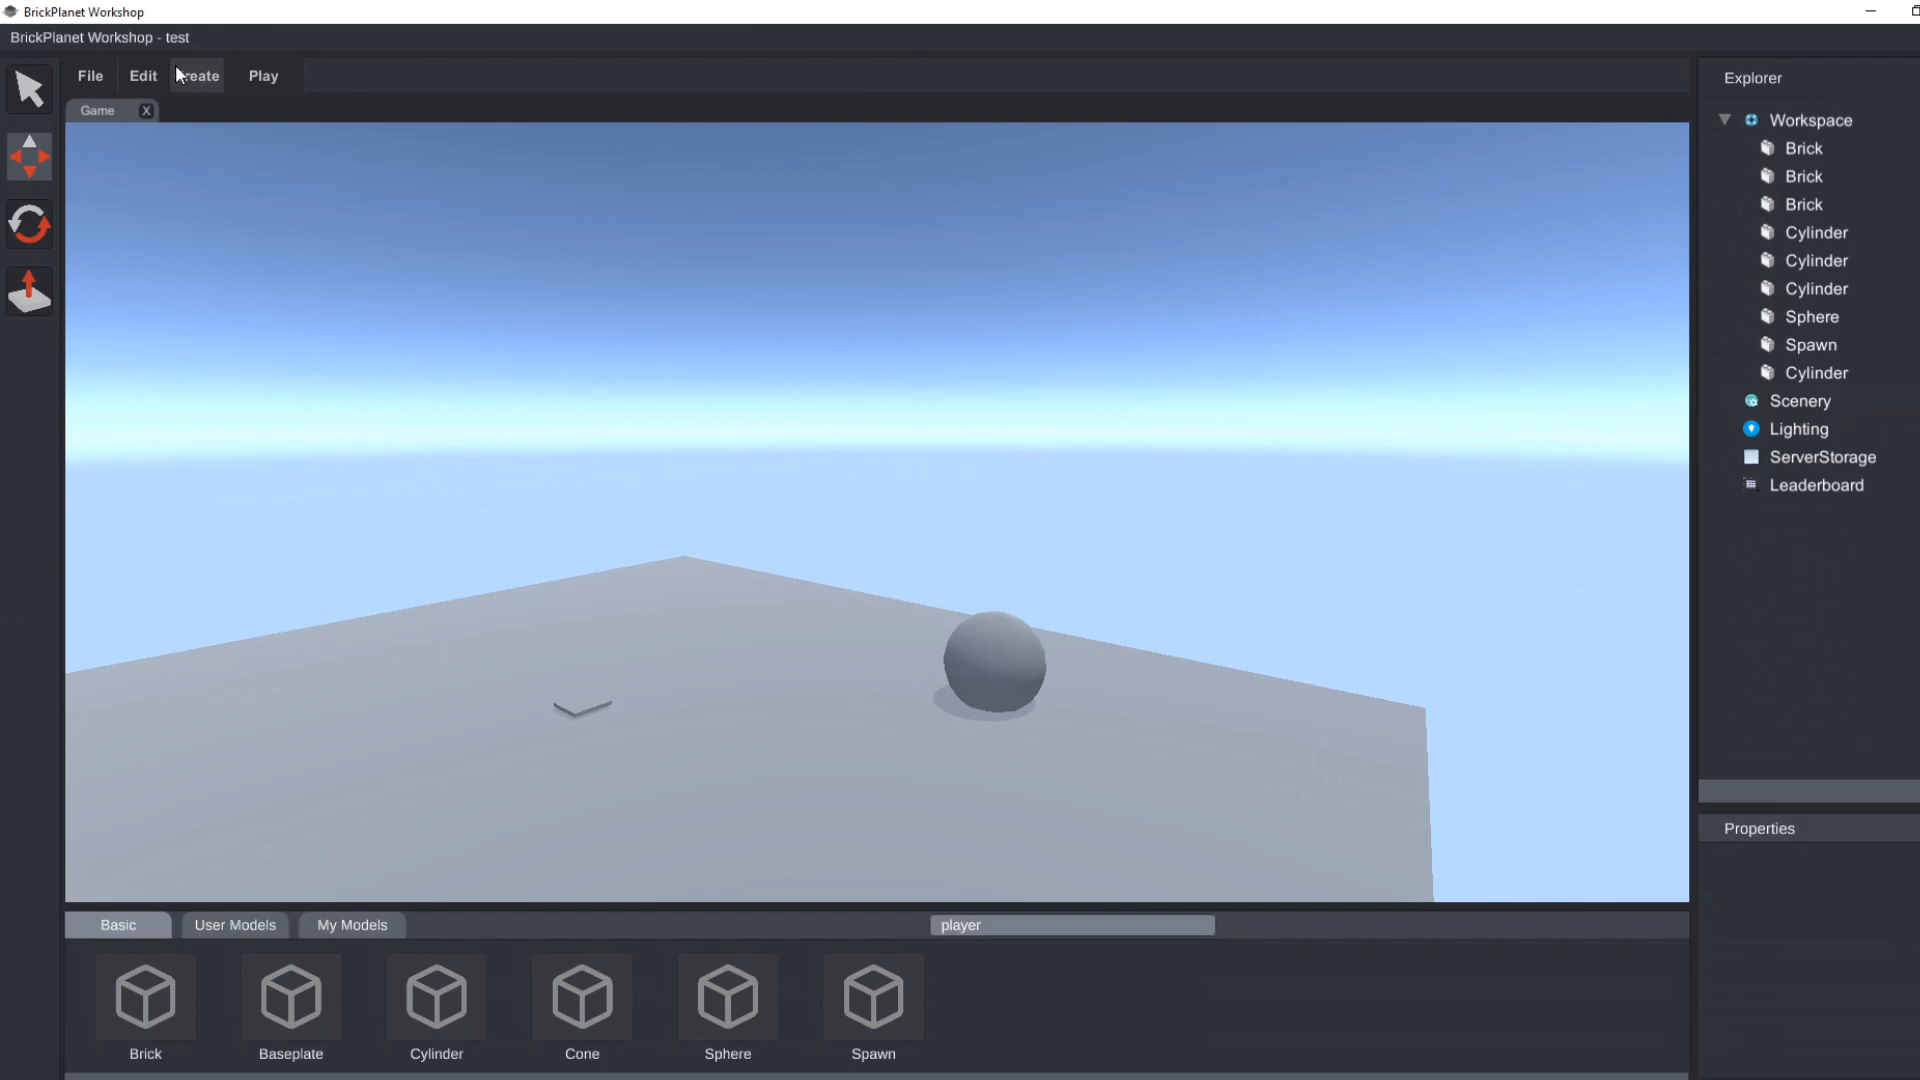 BrickPlanet Workshop
BrickPlanet Workshop - test
File Edit reate Play
Game X
Explorer
Workspace
Brick
Brick
Brick
Cylinder
Cylinder
Cylinder
Sphere
Spawn
Cylinder
Scenery
Lighting
ServerStorage
Leaderboard
Properties
Basic User Models My Models player
Brick Baseplate Cylinder Cone Sphere Spawn